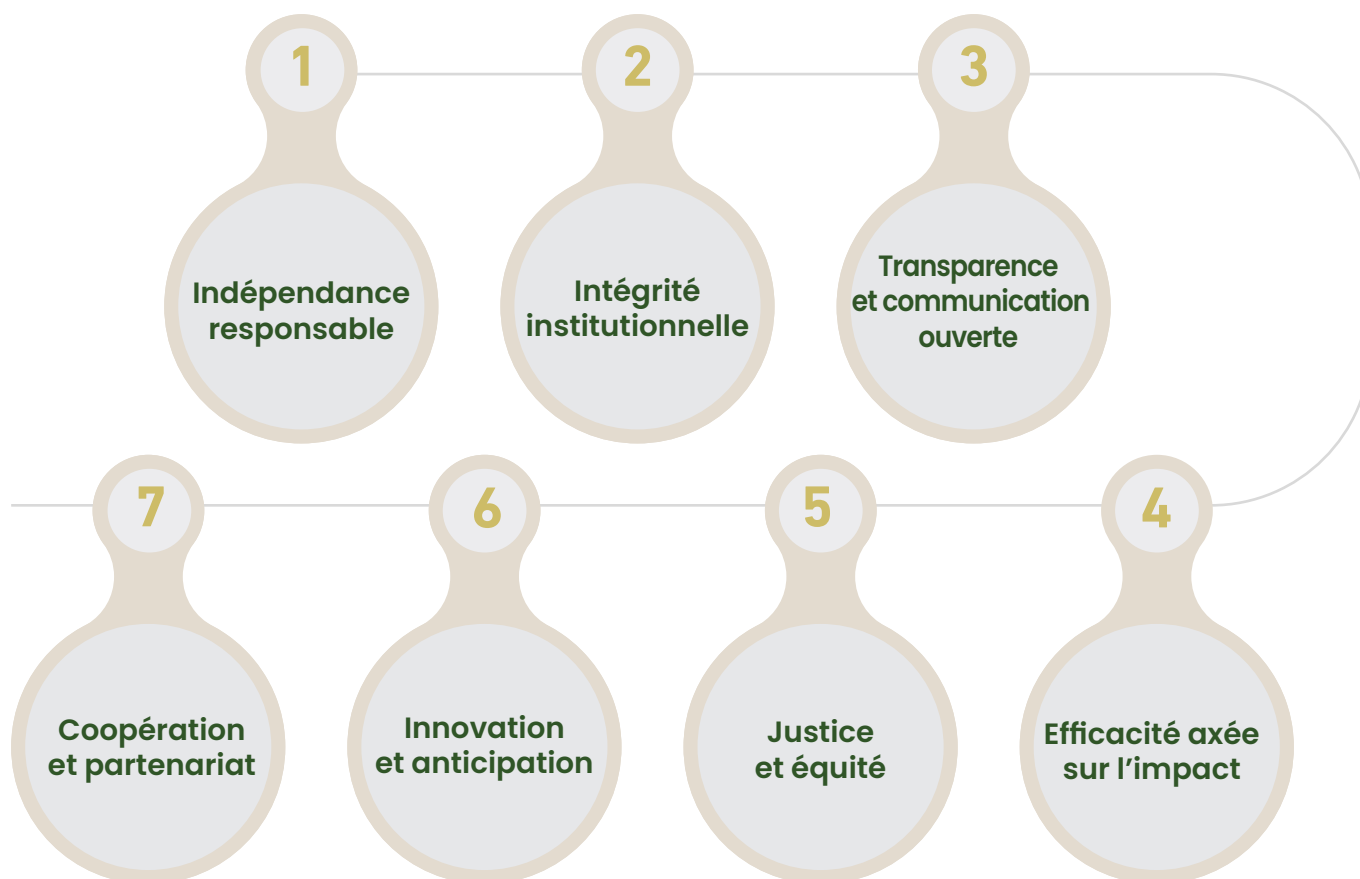 1
Indépendance
responsable
2
Intégrité
institutionnelle
3
Transparence
et communication
ouverte
4
Efficacité axée
sur l’impact
5
Justice
et équité
6
Innovation
et anticipation
7
Coopération
et partenariat